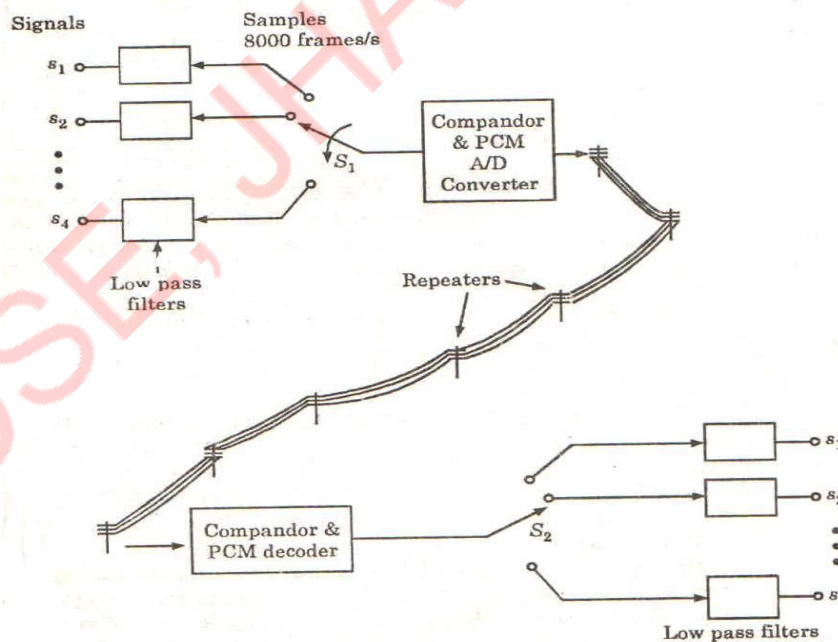 Signals
Samples
8000 frames/s
s₁
s₂
S₁
Compandor
& PCM
A/D
Converter
s₄
Low pass
filters
Repeaters
S₂
Compandor &
PCM decoder
Low pass filters